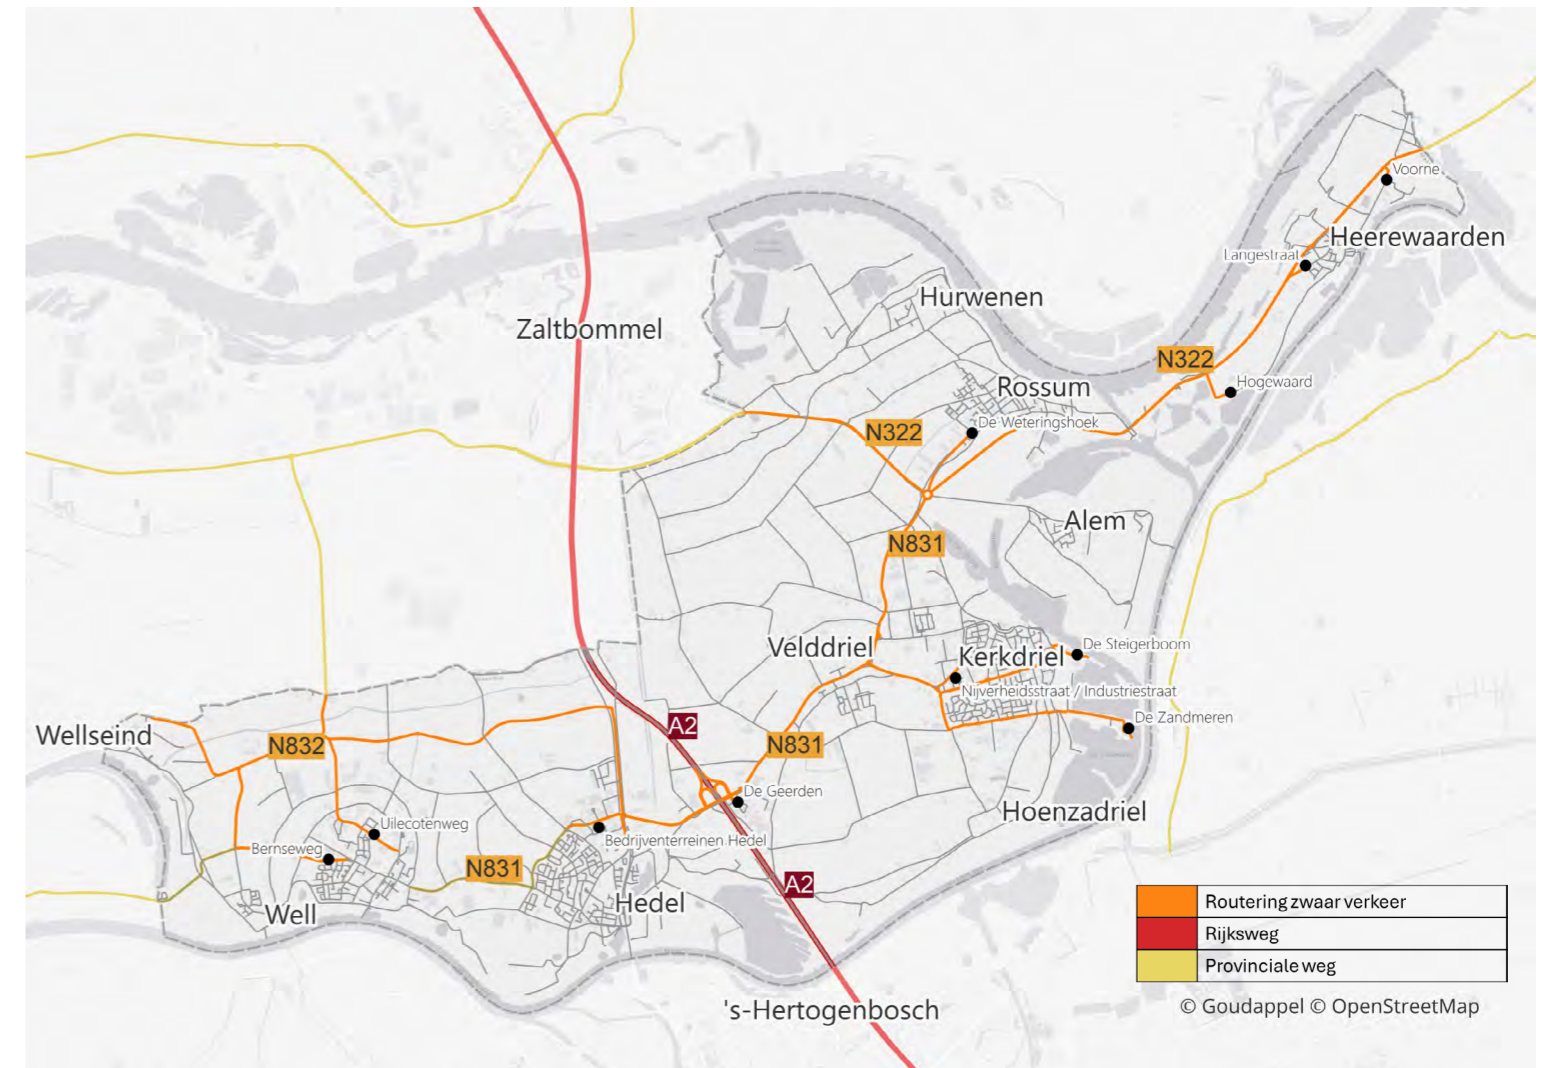 Voorne
Heerewaarden
Langestraat
Hurwenen
Zaltbommel
N322
Hogewaard
Rossum
De Weteringshoek
N322
Alem
N831
De Steigerboom
Velddriel
Kerkdriel
Nijverheidsstraat / Industriestraat
De Zandmeren
A2
Wellseind
N832
N831
De Geerden
Hoenzadriel
Uilecotenweg
Bedrijventerreinen Hedel
Bernseweg
N831
A2
Hedel
Well
Routering zwaar verkeer
Rijksweg
Provinciale weg
© Goudappel © OpenStreetMap
's-Hertogenbosch